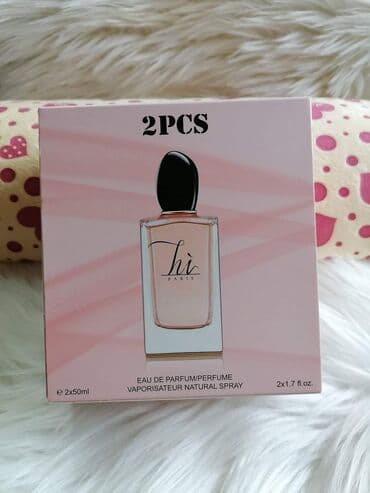 2PCS
hì
PARIS
EAU DE PARFUM/PERFUME
VAPORISATEUR NATURAL SPRAY
℮ 2x50ml
2x1.7 fl.oz.